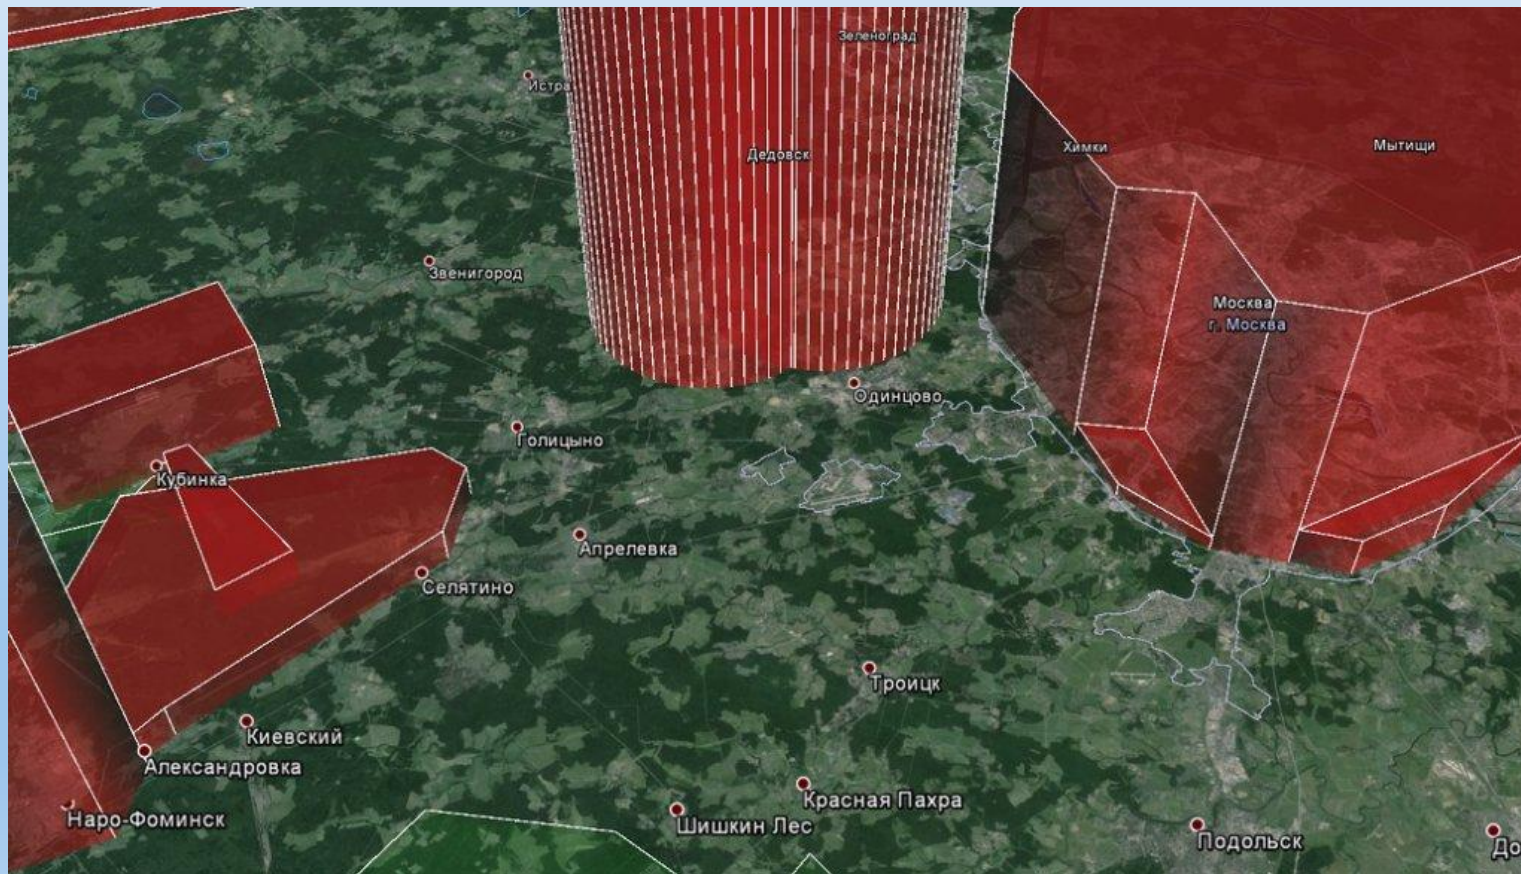 Зеленоград
Истра
Химки
Мытищи
Дедовск
Звенигород
Москва
г. Москва
Одинцово
Голицыно
Кубинка
Апрелевка
Селятино
Троицк
Киевский
Александровка
Красная Пахра
Наро-Фоминск
Шишкин Лес
Подольск
До